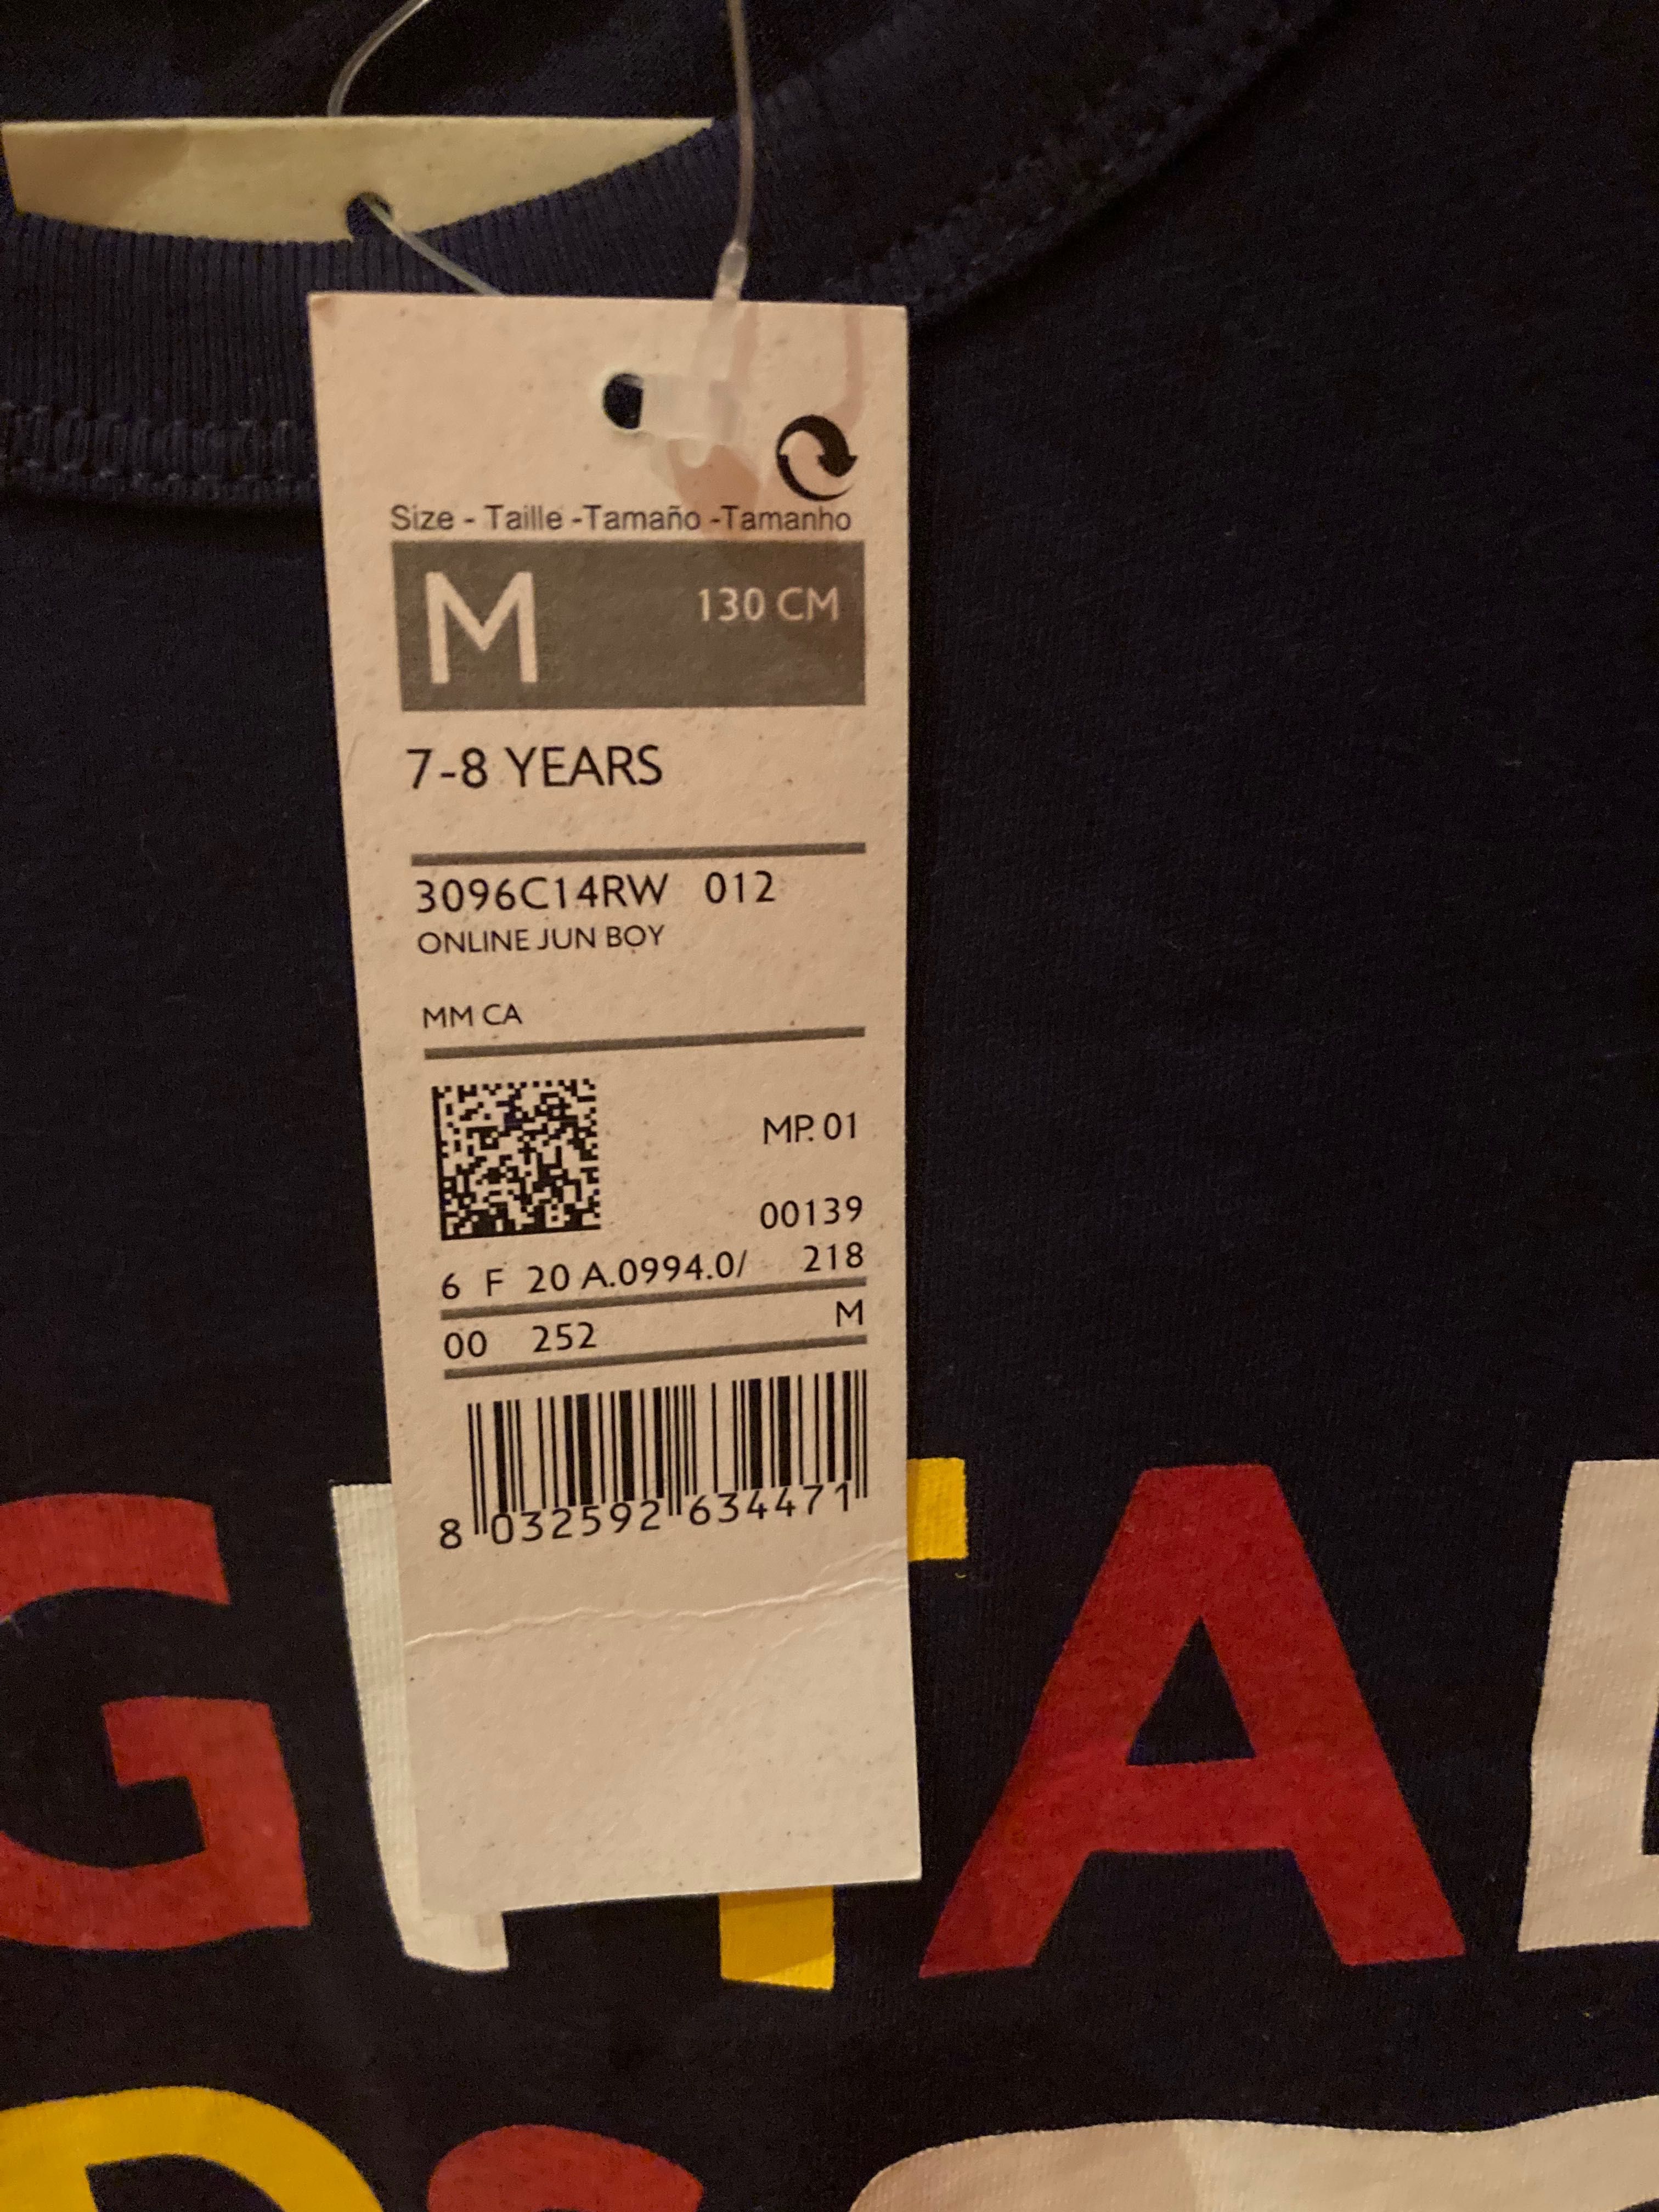 Size - Taille -Tamaño -Tamanho
M 130 CM
7-8 YEARS
3096C14RW 012
ONLINE JUN BOY
MM CA
MP. 01
00139
6 F 20 A.0994.0/ 218
00 252 M
8 032592 634471
G TAL